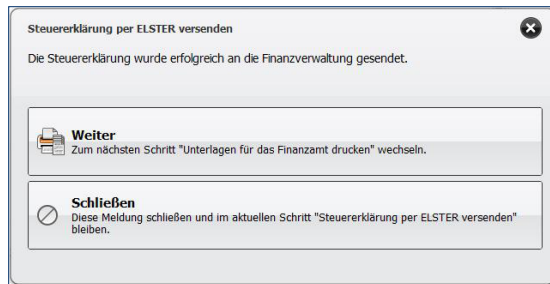 Steuererklärung per ELSTER versenden
Die Steuererklärung wurde erfolgreich an die Finanzverwaltung gesendet.
Weiter
Zum nächsten Schritt "Unterlagen für das Finanzamt drucken" wechseln.
Schließen
Diese Meldung schließen und im aktuellen Schritt "Steuererklärung per ELSTER versenden"
bleiben.